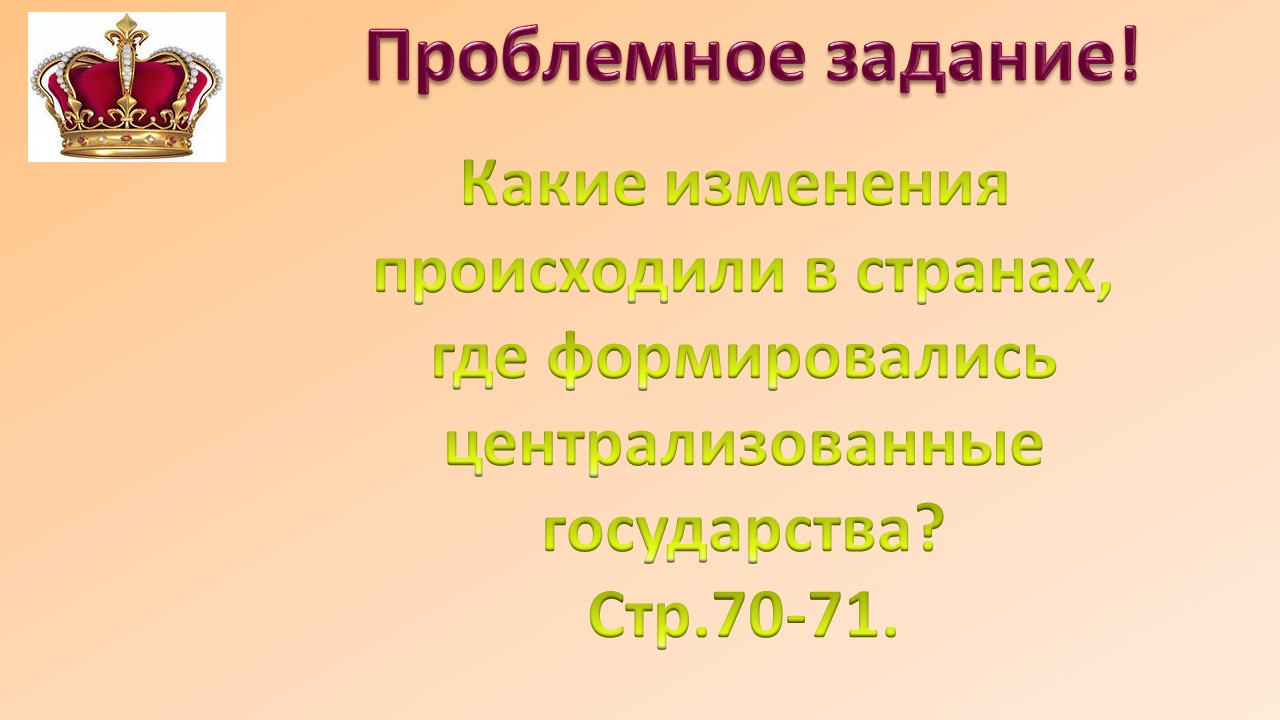 Проблемное задание!
Какие изменения
происходили в странах,
где формировались
централизованные
государства?
Стр.70-71.